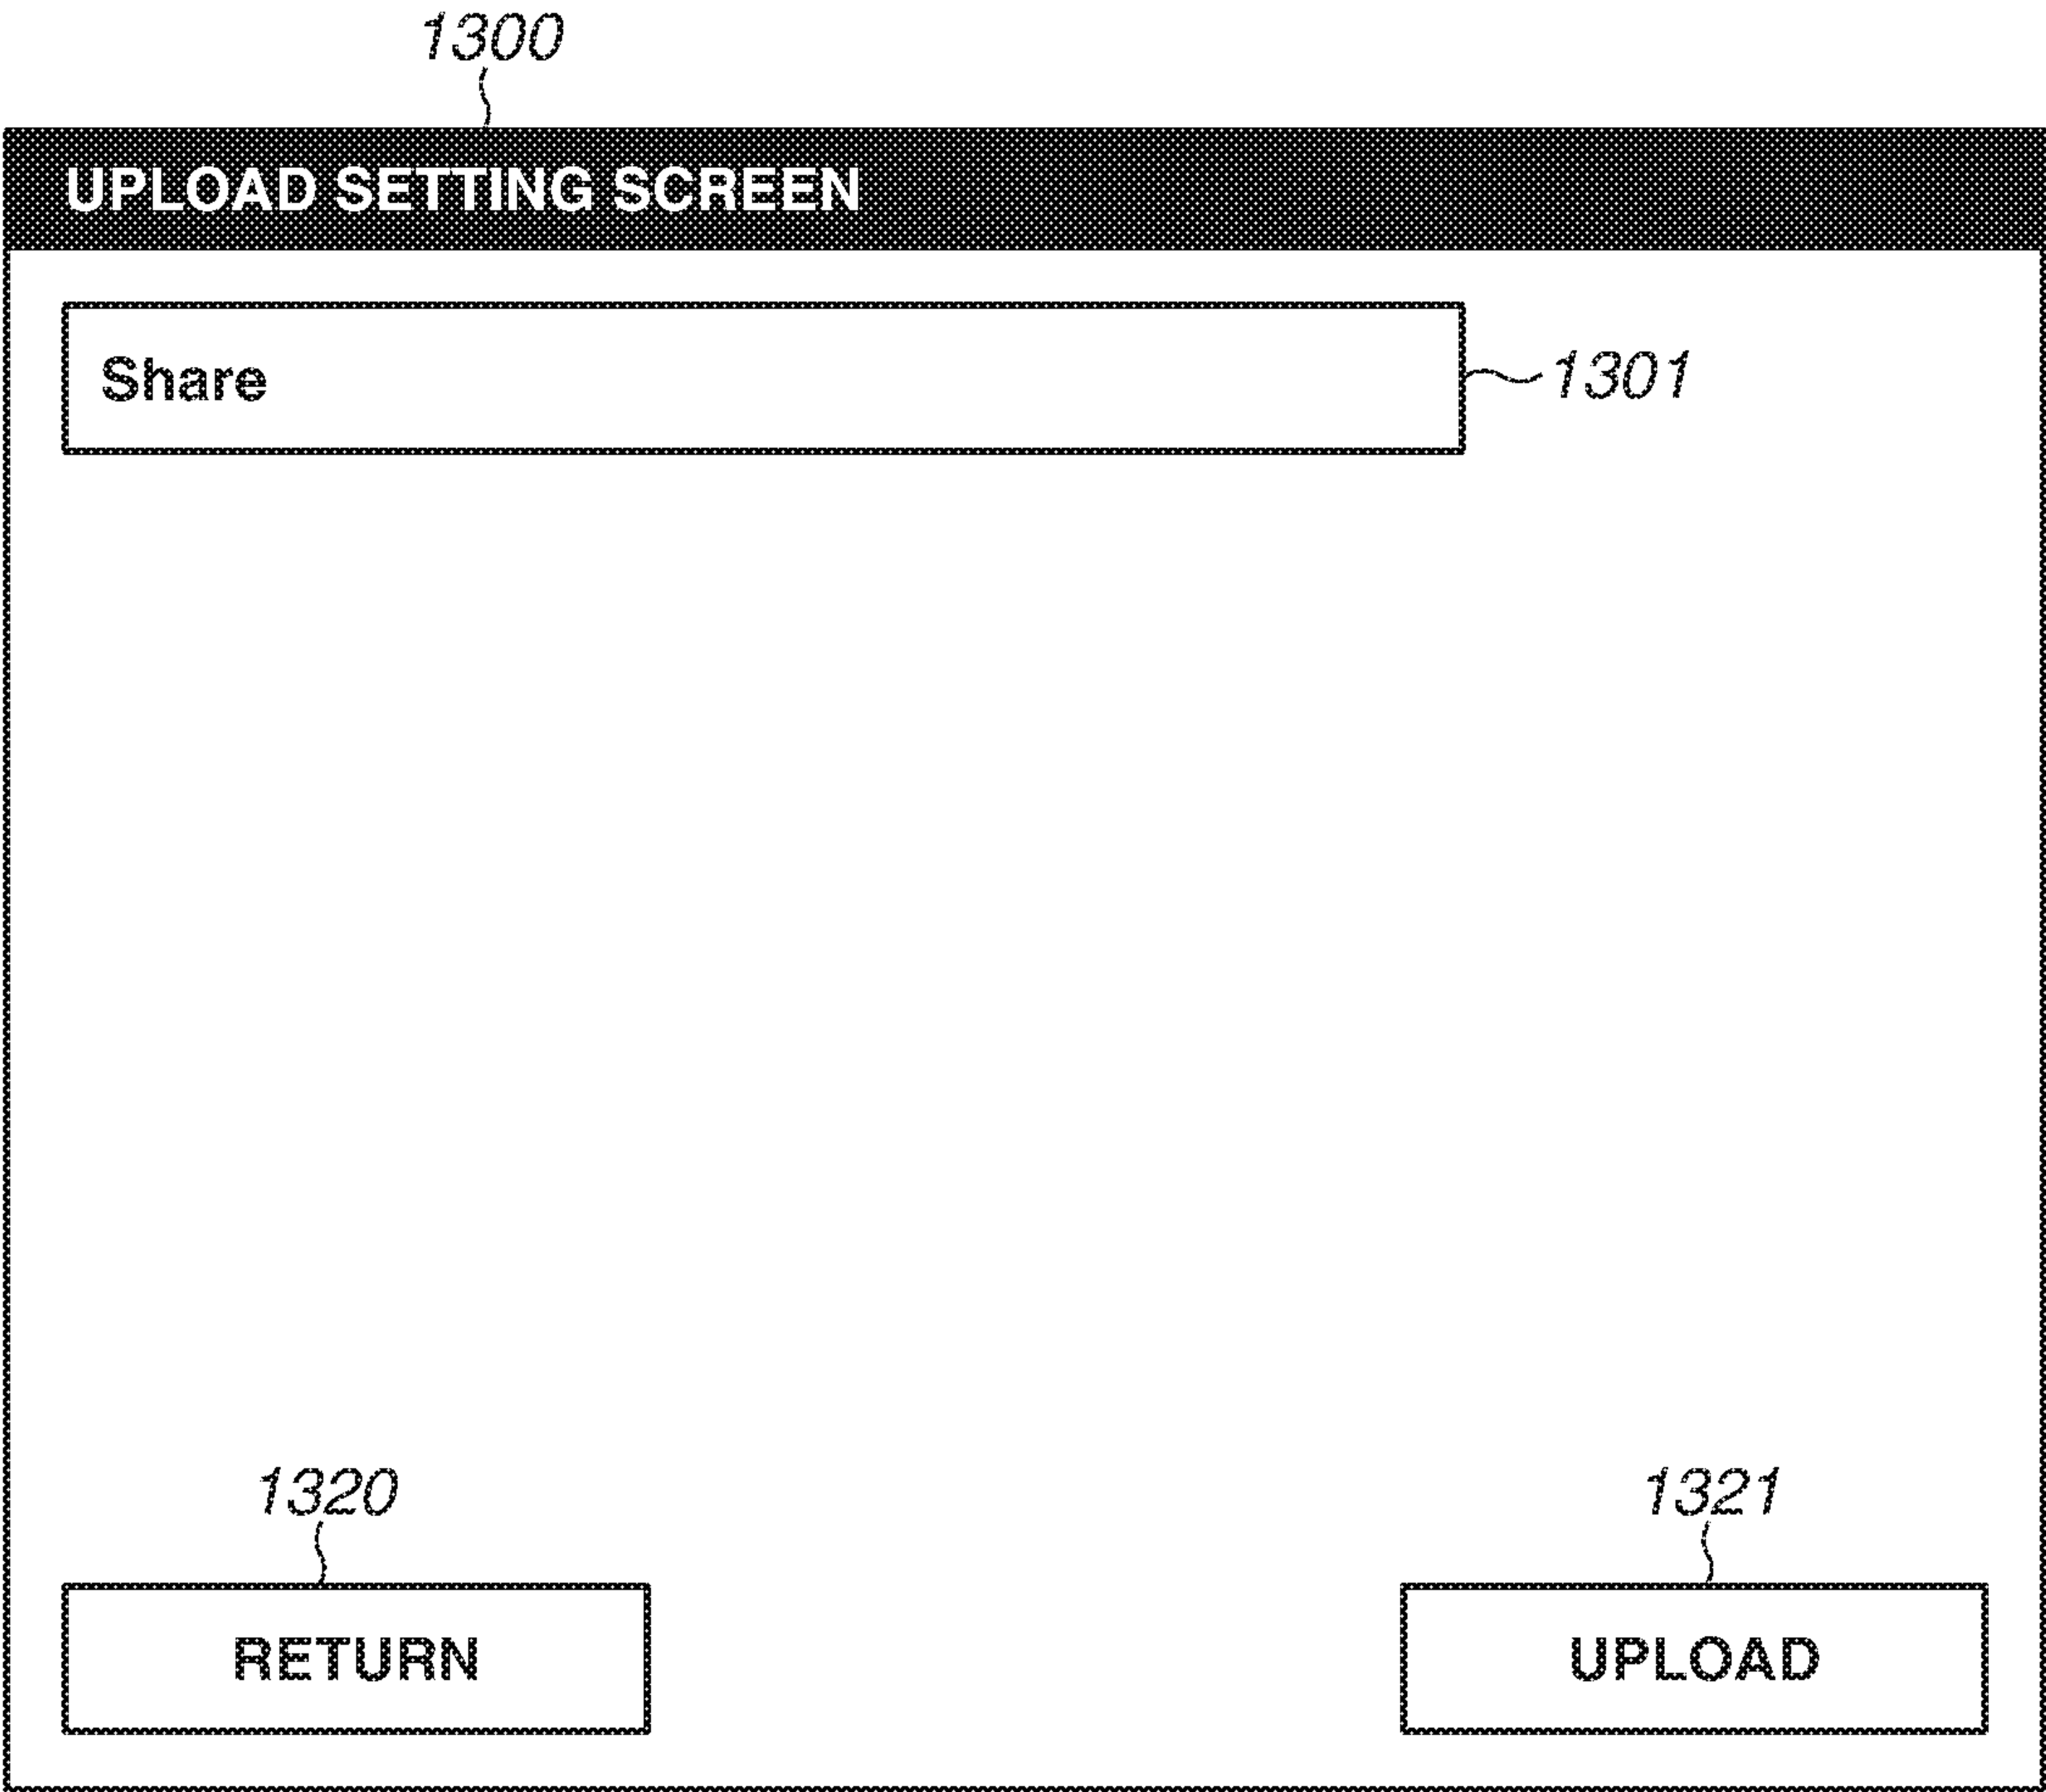 1300
UPLOAD SETTING SCREEN
Share
1301
1320
1321
RETURN
UPLOAD